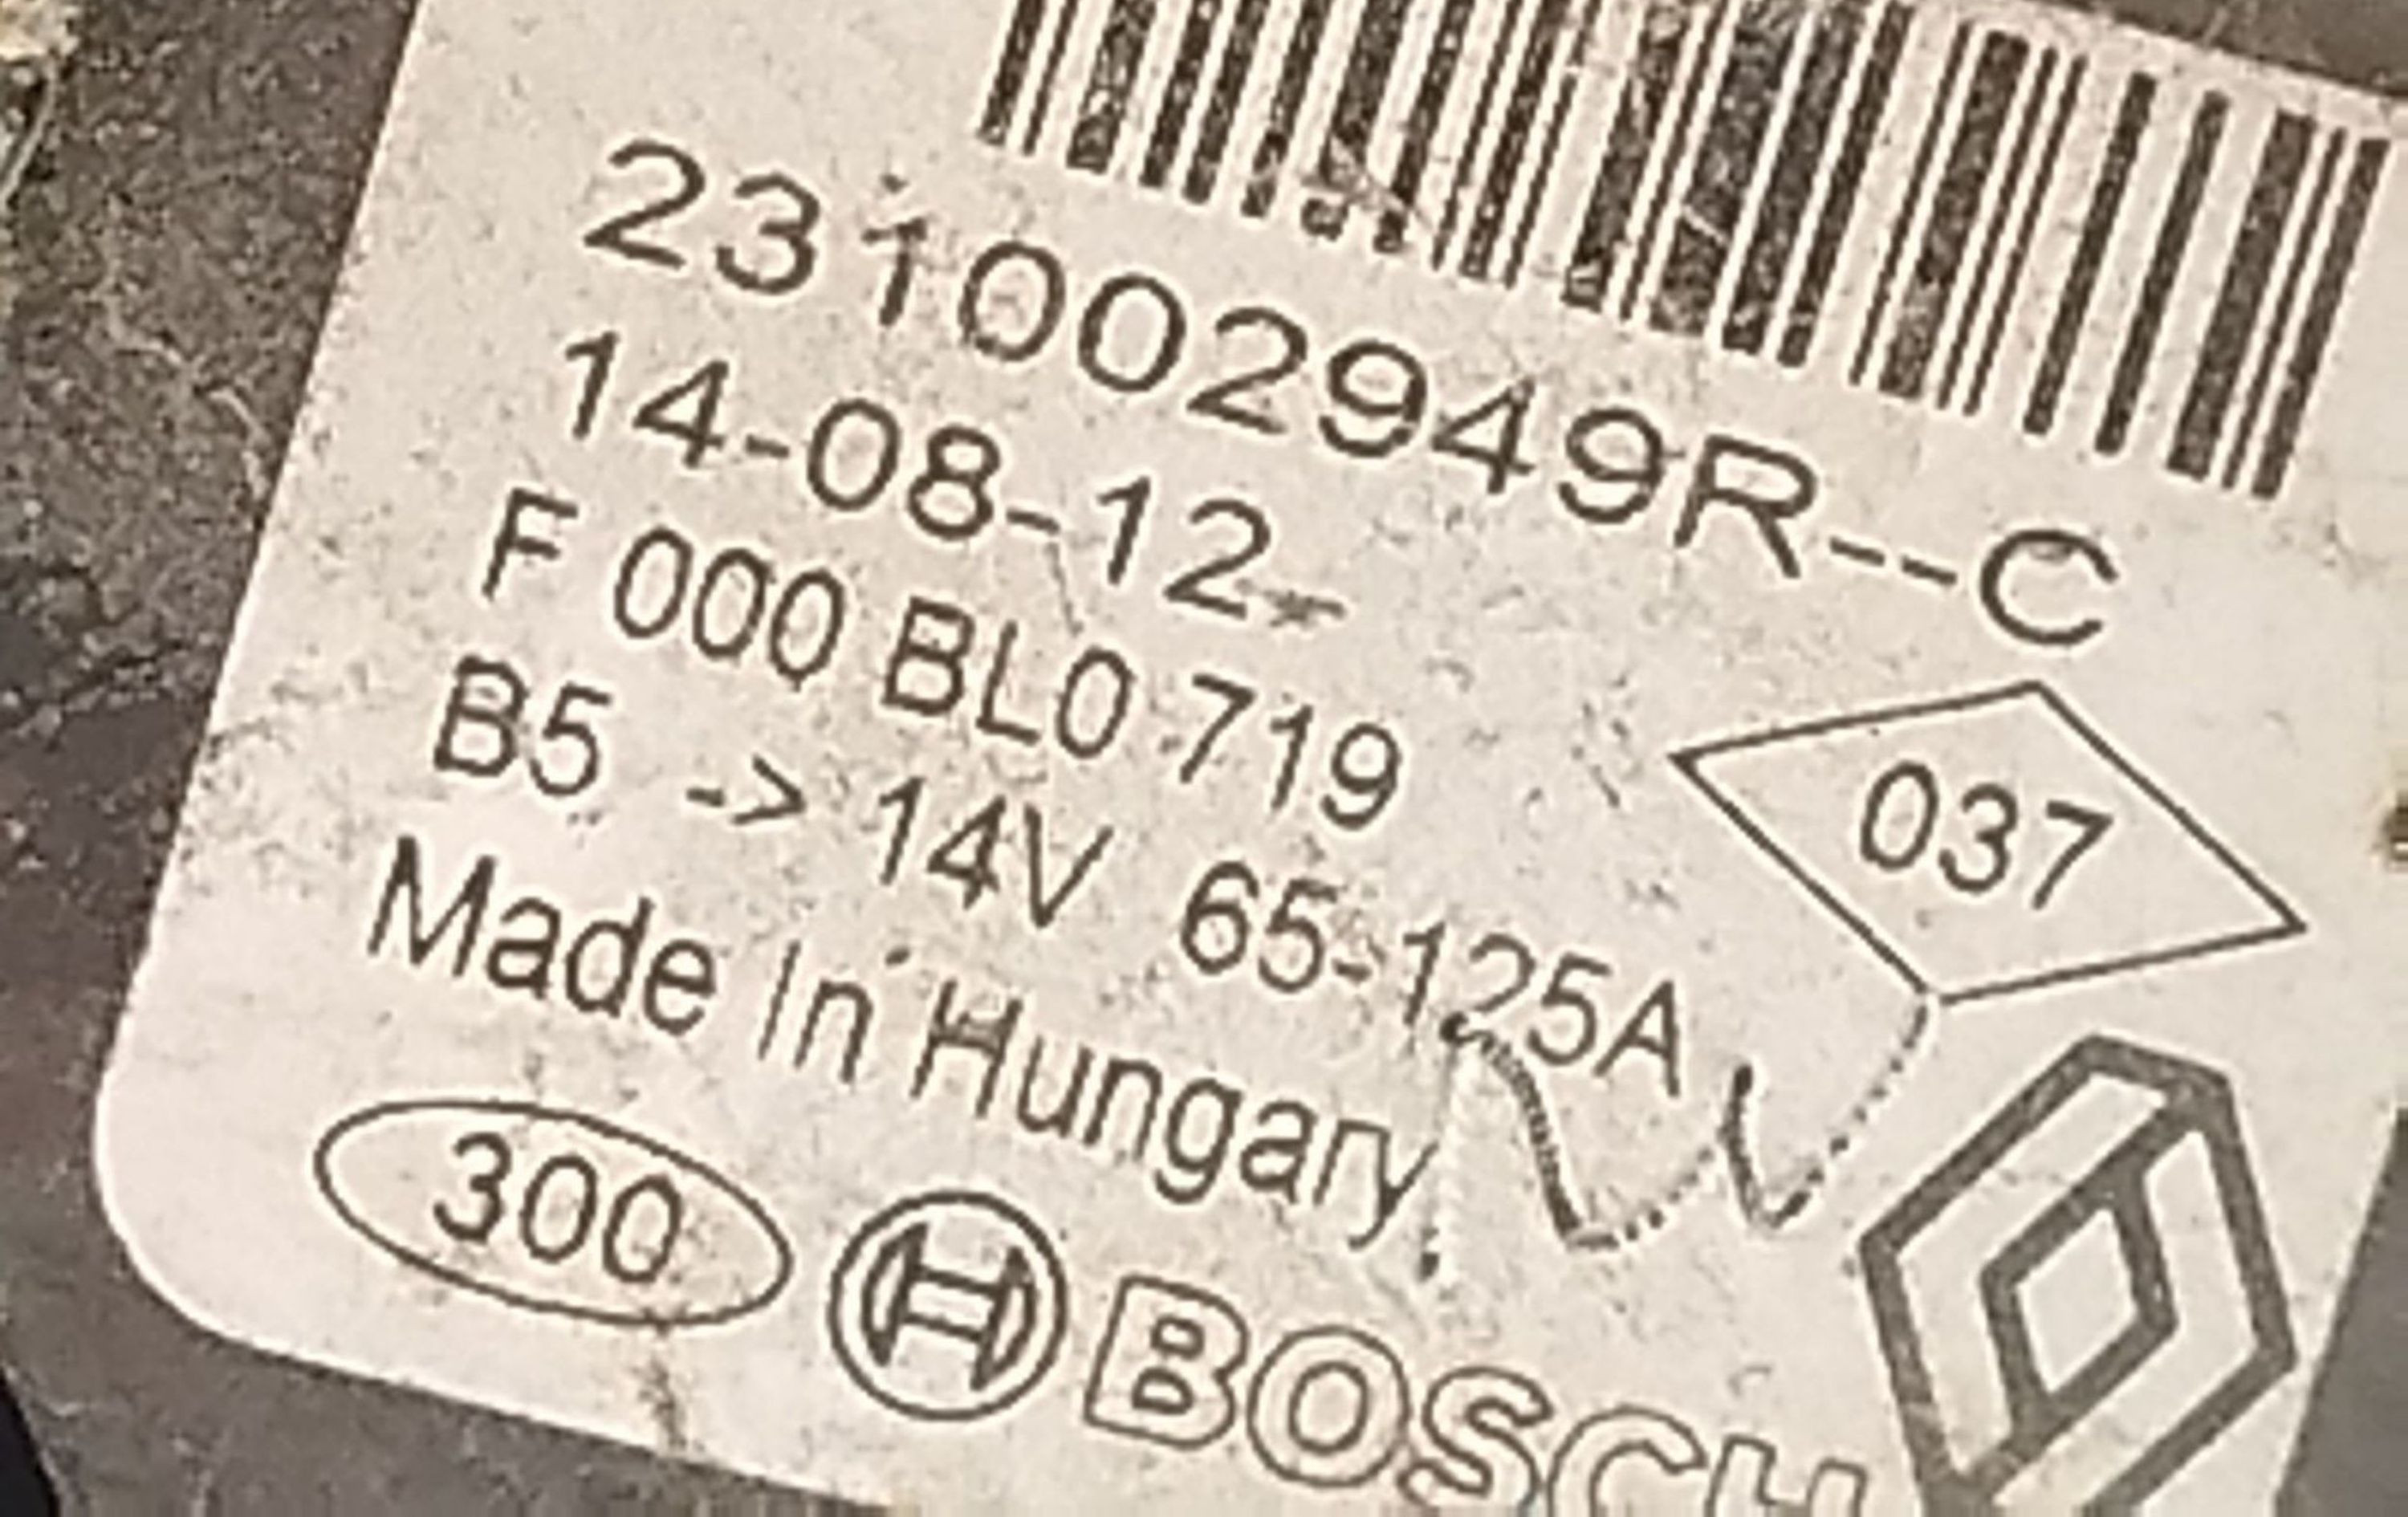 231002949R--C
14-08-12-
F 000 BL0 719
B5 -> 14V 65-125A
037
Made In Hungary
300
BOSCH